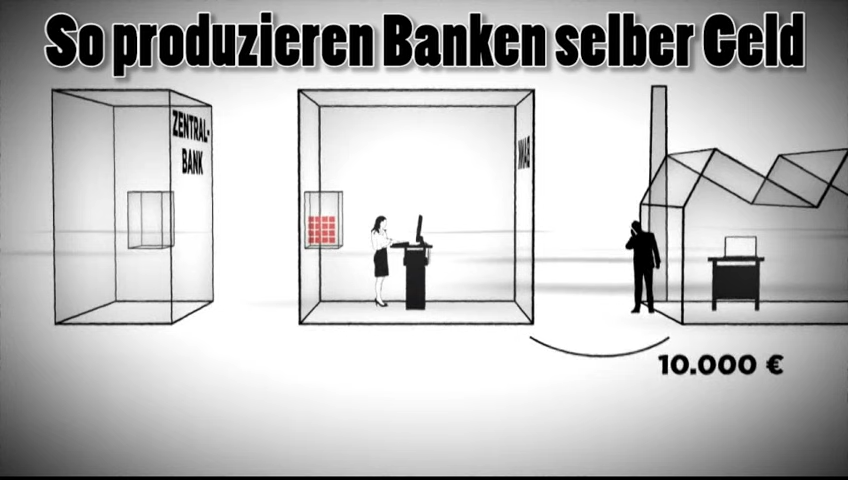 So produzieren Banken selber Geld
ZENTRAL-
BANK
10.000 €